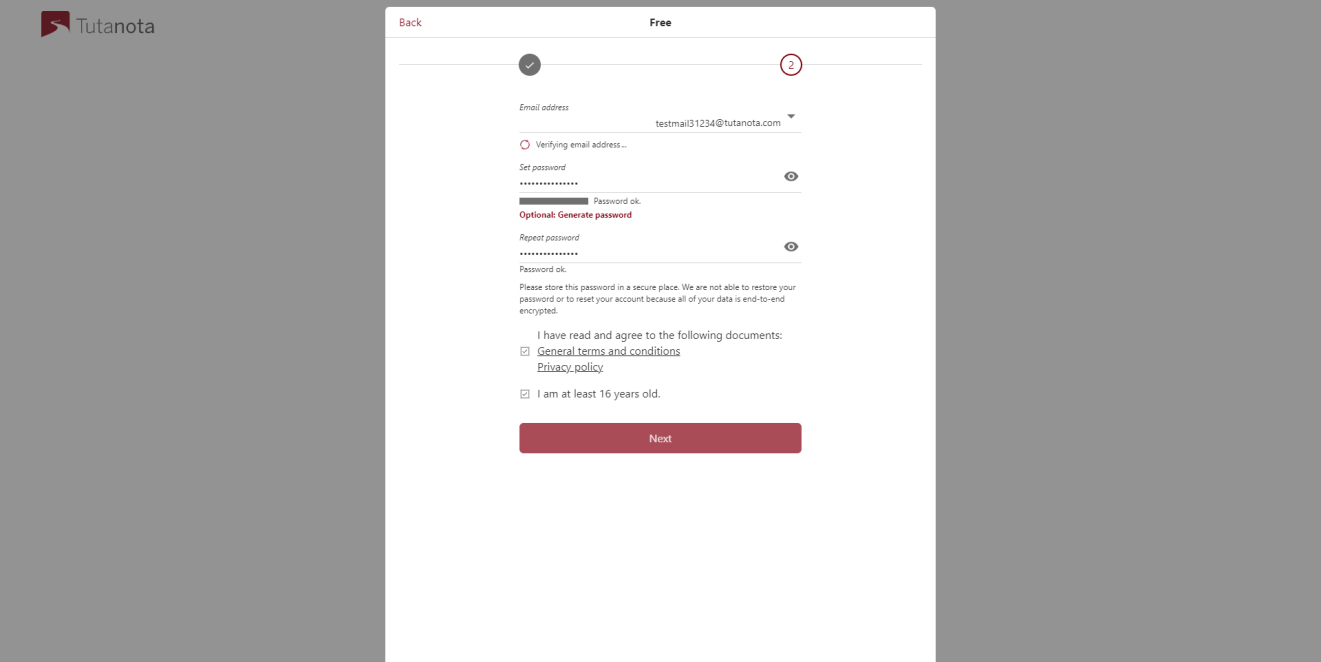 Tutanota
Back
Free
2
Email address
testmail31234@tutanota.com
Verifying email address...
Set password
•••••••••••••••
Password ok.
Optional: Generate password
Repeat password
•••••••••••••••
Password ok.
Please store this password in a secure place. We are not able to restore your
password or to reset your account because all of your data is end-to-end
encrypted.
I have read and agree to the following documents:
General terms and conditions
Privacy policy
I am at least 16 years old.
Next